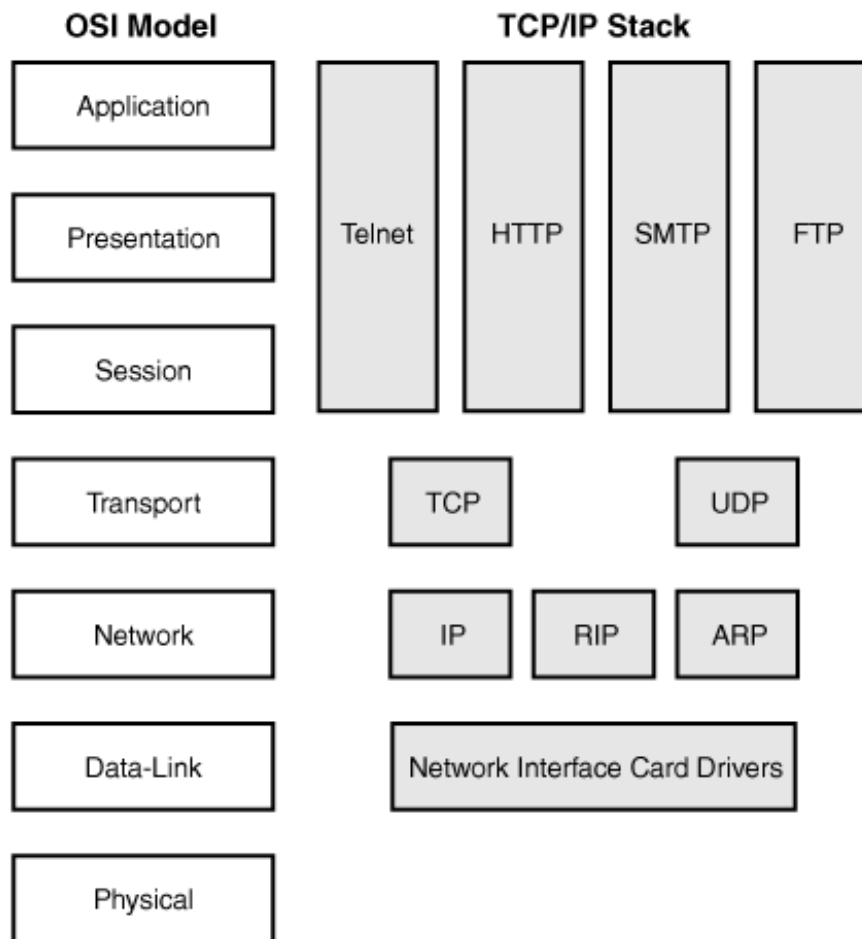 OSI Model
TCP/IP Stack
Application
Presentation
Telnet
HTTP
SMTP
FTP
Session
Transport
TCP
UDP
Network
IP
RIP
ARP
Data-Link
Network Interface Card Drivers
Physical